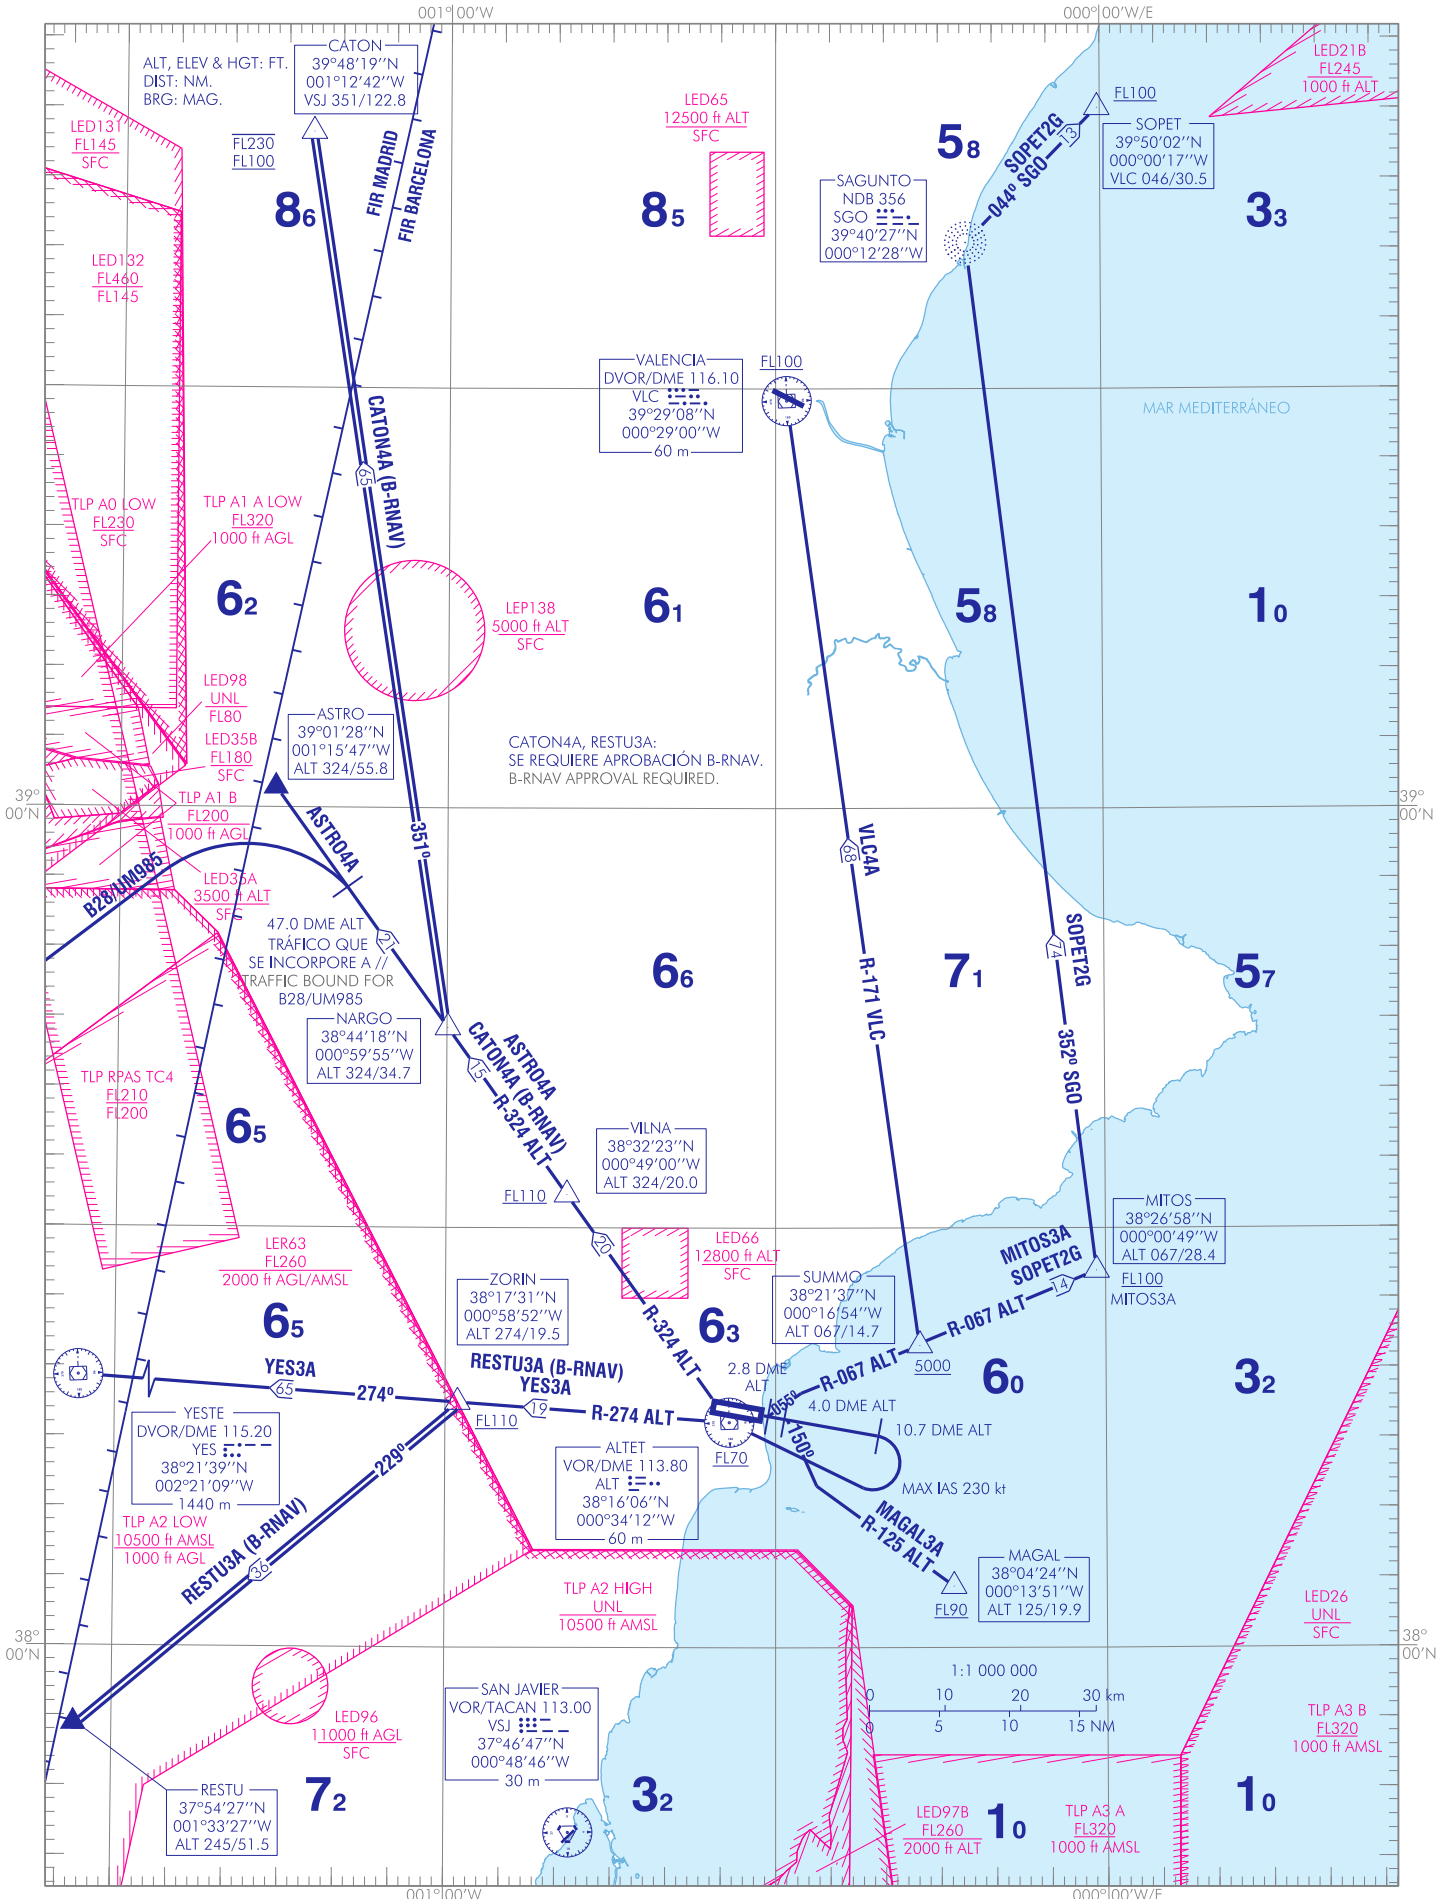 001°00'W
000°00'W/E
ALT, ELEV & HGT: FT.
DIST: NM.
BRG: MAG.
CATON
39°48'19''N
001°12'42''W
VSJ 351/122.8
FL230
FL100
LED131
FL145
SFC
FIR MADRID
FIR BARCELONA
86
LED65
12500 ft ALT
SFC
85
58
LED21B
FL245
1000 ft ALT
FL100
SOPET
39°50'02''N
000°00'17''W
VLC 046/30.5
SOPET2G
13
044º SGO
33
SAGUNTO
NDB 356
SGO
39°40'27''N
000°12'28''W
LED132
FL460
FL145
VALENCIA
DVOR/DME 116.10
VLC
39°29'08''N
000°29'00''W
60 m
FL100
MAR MEDITERRÁNEO
CATON4A (B-RNAV)
65
TLP A0 LOW
FL230
SFC
TLP A1 A LOW
FL320
1000 ft AGL
62
LEP138
5000 ft ALT
SFC
61
58
10
LED98
UNL
FL80
LED35B
FL180
SFC
ASTRO
39°01'28''N
001°15'47''W
ALT 324/55.8
CATON4A, RESTU3A:
SE REQUIERE APROBACIÓN B-RNAV.
B-RNAV APPROVAL REQUIRED.
39°
00'N
39°
00'N
TLP A1 B
FL200
1000 ft AGL
ASTRO4A
351º
VLC4A
68
B28/UM985
LED35A
3500 ft ALT
SFC
47.0 DME ALT
TRÁFICO QUE
SE INCORPORE A //
TRAFFIC BOUND FOR
B28/UM985
21
R-171 VLC
SOPET2G
74
352º SGO
66
71
57
NARGO
38°44'18''N
000°59'55''W
ALT 324/34.7
ASTRO4A
CATON4A (B-RNAV)
15
R-324 ALT
TLP RPAS TC4
FL210
FL200
65
VILNA
38°32'23''N
000°49'00''W
ALT 324/20.0
FL110
20
MITOS
38°26'58''N
000°00'49''W
ALT 067/28.4
MITOS3A
SOPET2G
14
FL100
MITOS3A
LER63
FL260
2000 ft AGL/AMSL
LED66
12800 ft ALT
SFC
ZORIN
38°17'31''N
000°58'52''W
ALT 274/19.5
SUMMO
38°21'37''N
000°16'54''W
ALT 067/14.7
R-067 ALT
65
R-324 ALT
63
5000
60
32
YES3A
65
274º
RESTU3A (B-RNAV)
YES3A
19
R-274 ALT
FL110
2.8 DME
ALT
R-067 ALT
055º
4.0 DME ALT
10.7 DME ALT
150º
FL70
MAX IAS 230 kt
YESTE
DVOR/DME 115.20
YES
38°21'39''N
002°21'09''W
1440 m
229º
ALTET
VOR/DME 113.80
ALT
38°16'06''N
000°34'12''W
60 m
MAGAL3A
R-125 ALT
TLP A2 LOW
10500 ft AMSL
1000 ft AGL
RESTU3A (B-RNAV)
36
TLP A2 HIGH
UNL
10500 ft AMSL
MAGAL
38°04'24''N
000°13'51''W
ALT 125/19.9
FL90
LED26
UNL
SFC
38°
00'N
38°
00'N
1:1 000 000
0 10 20 30 km
0 5 10 15 NM
LED96
11000 ft AGL
SFC
SAN JAVIER
VOR/TACAN 113.00
VSJ
37°46'47''N
000°48'46''W
30 m
TLP A3 B
FL320
1000 ft AMSL
RESTU
37°54'27''N
001°33'27''W
ALT 245/51.5
72
32
LED97B
FL260
2000 ft ALT
10
TLP A3 A
FL320
1000 ft AMSL
10
001°00'W
000°00'W/E